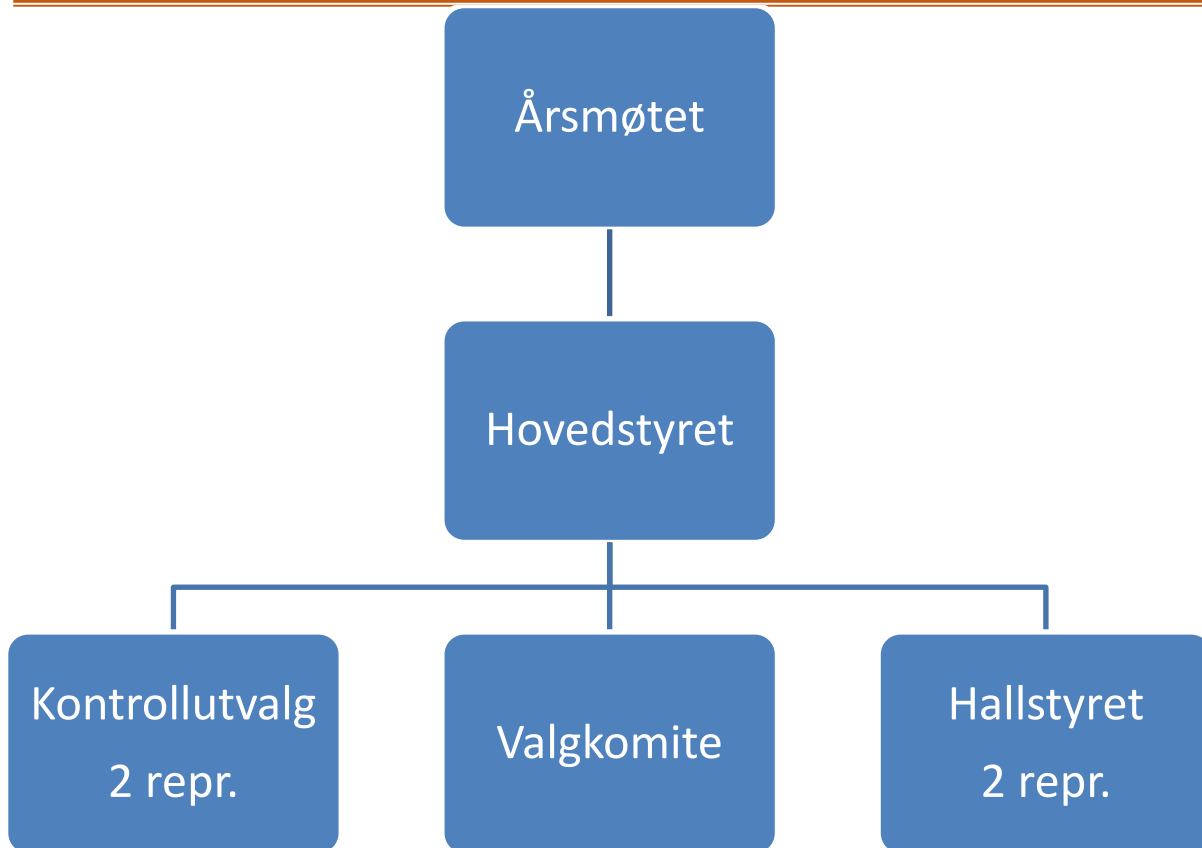 Årsmøtet
Hovedstyret
Kontrollutvalg
2 repr.
Valgkomite
Hallstyret
2 repr.